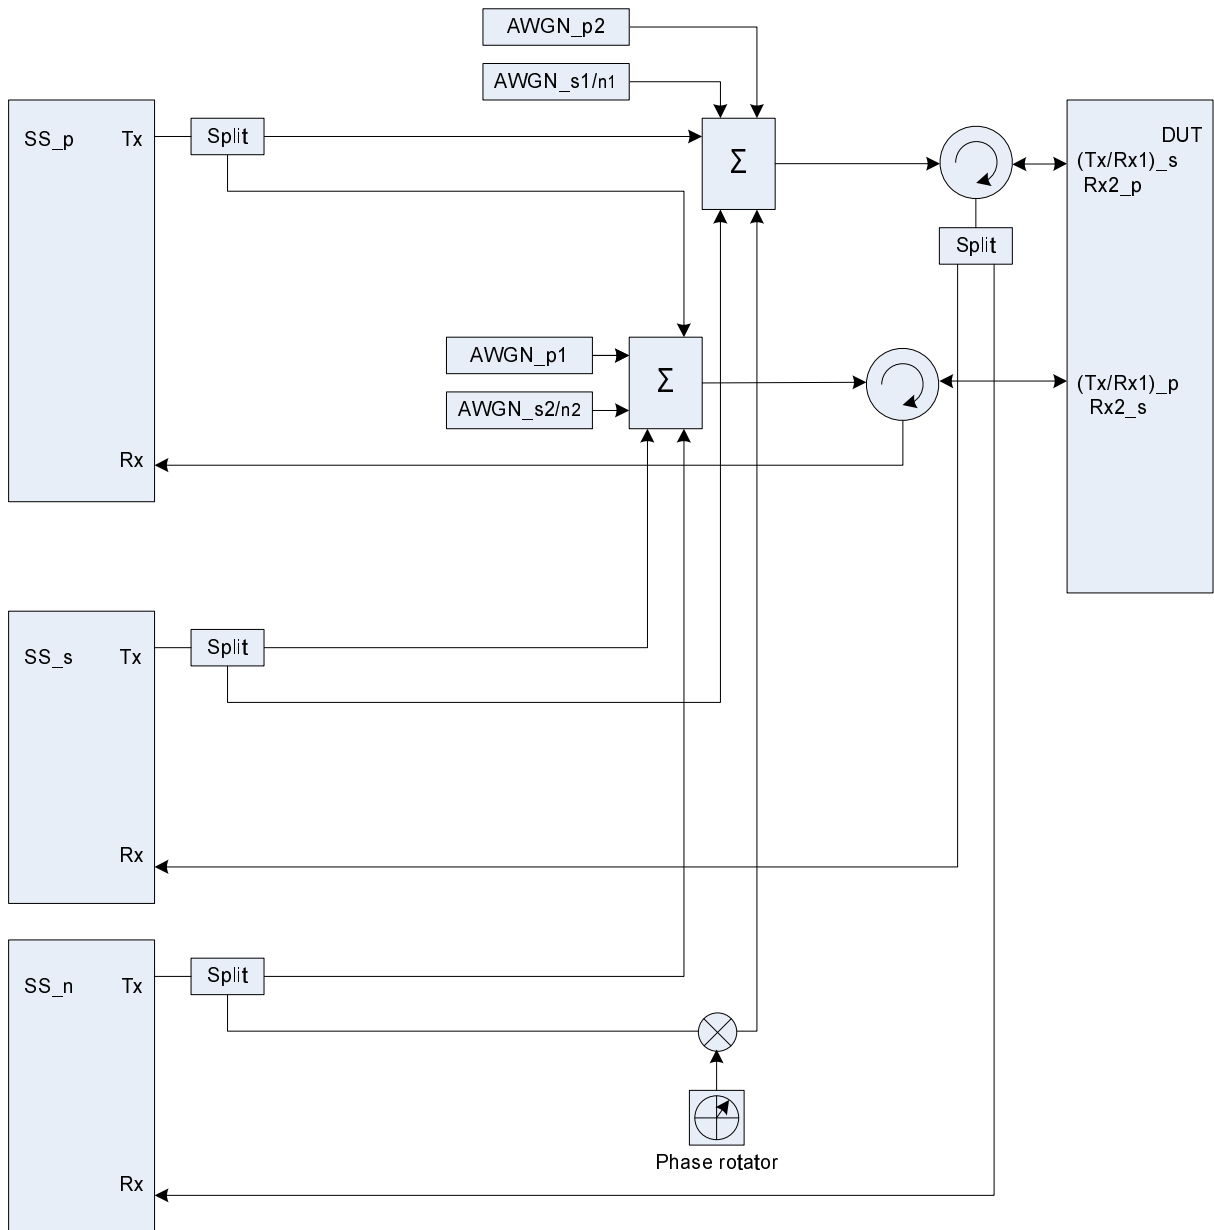 AWGN_p2
AWGN_s1/n1
SS_p
Tx
Split
Σ
DUT
(Tx/Rx1)_s
Rx2_p
Split
AWGN_p1
Σ
AWGN_s2/n2
(Tx/Rx1)_p
Rx2_s
Rx
SS_s
Tx
Split
Rx
SS_n
Tx
Split
Phase rotator
Rx